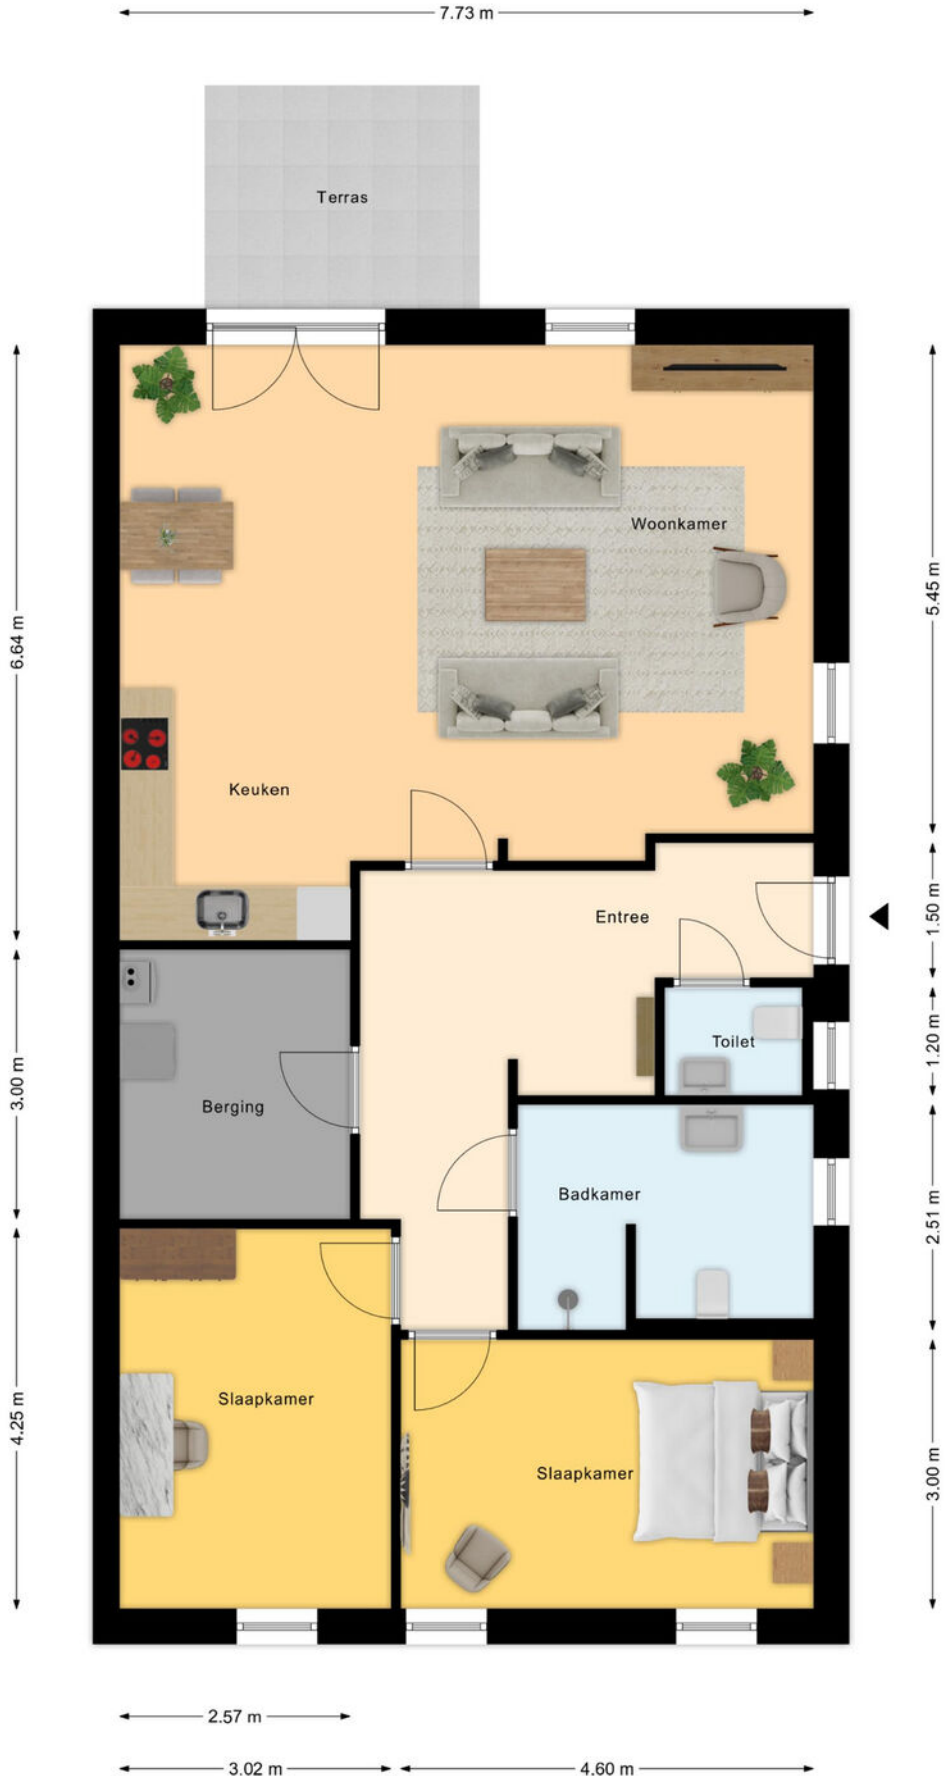 7.73 m
Terras
Woonkamer
5.45 m
6.64 m
Keuken
Entree
1.50 m
Toilet
1.20 m
3.00 m
Berging
Badkamer
2.51 m
Slaapkamer
4.25 m
Slaapkamer
3.00 m
2.57 m
3.02 m
4.60 m